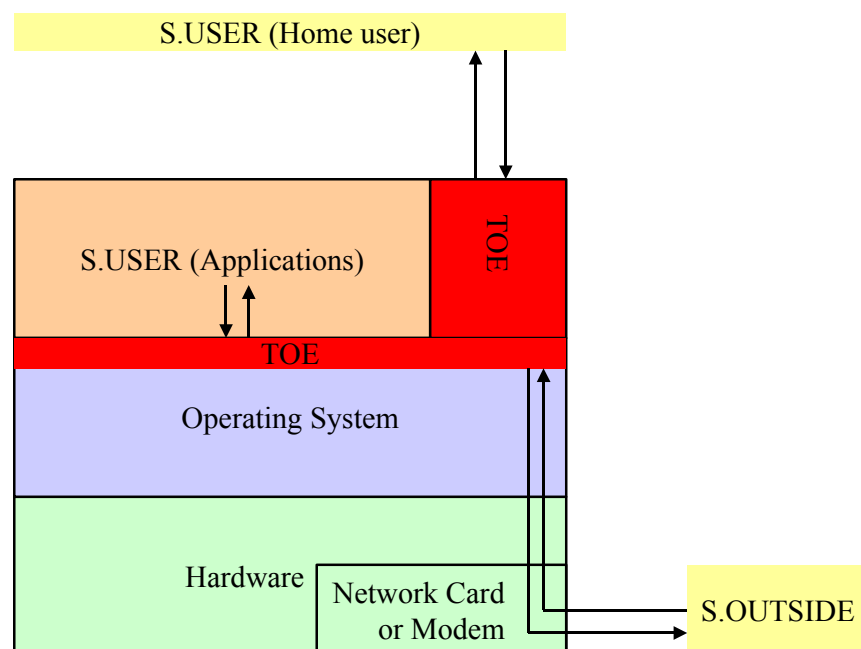 S.USER (Home user)
TOE
S.USER (Applications)
TOE
Operating System
Hardware
Network Card
or Modem
S.OUTSIDE